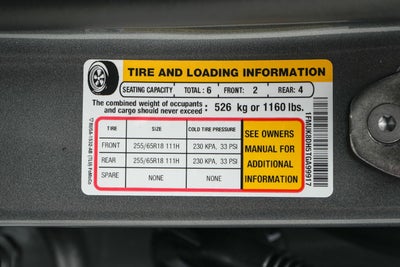 TIRE AND LOADING INFORMATION
SEATING CAPACITY TOTAL: 6 FRONT: 2 REAR: 4
The combined weight of occupants
and cargo should never exceed : 526 kg or 1160 lbs.
TIRE SIZE COLD TIRE PRESSURE
FRONT 255/65R18 111H 230 KPA, 33 PSI
REAR 255/65R18 111H 230 KPA, 33 PSI
SPARE NONE NONE
SEE OWNERS
MANUAL FOR
ADDITIONAL
INFORMATION